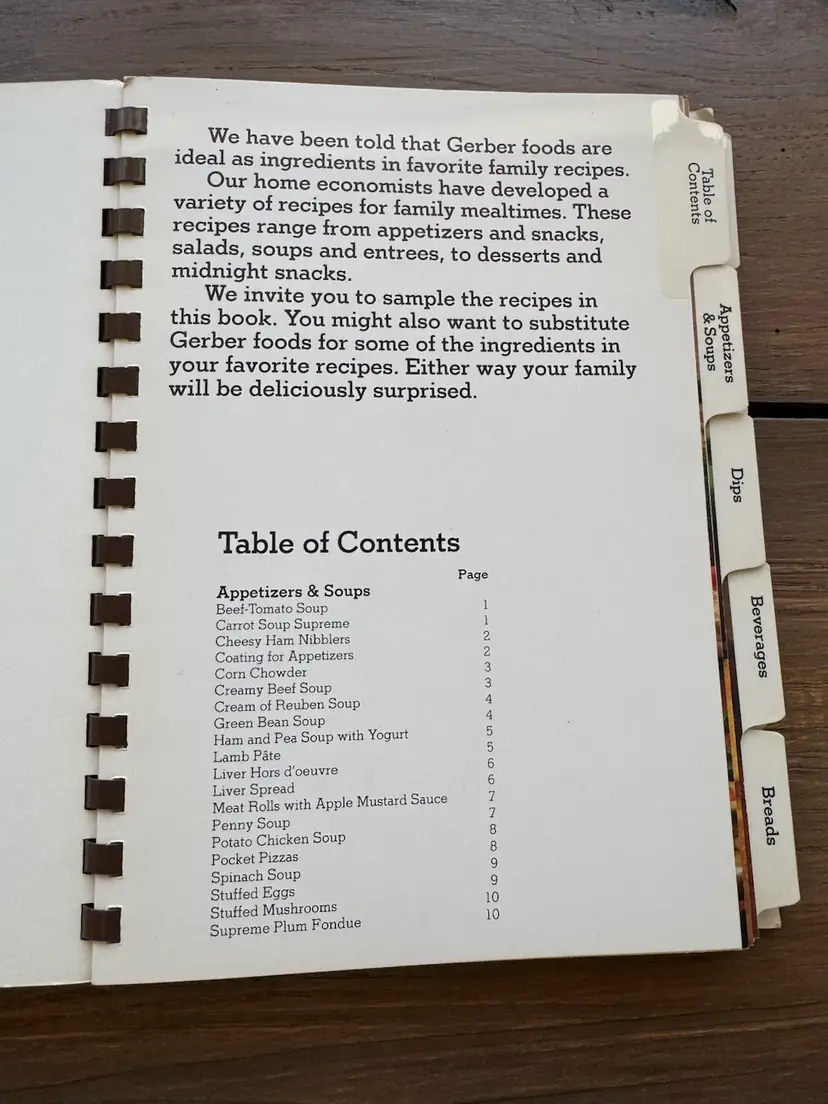 We have been told that Gerber foods are
ideal as ingredients in favorite family recipes.
Our home economists have developed a
variety of recipes for family mealtimes. These
recipes range from appetizers and snacks,
salads, soups and entrees, to desserts and
midnight snacks.
We invite you to sample the recipes in
this book. You might also want to substitute
Gerber foods for some of the ingredients in
your favorite recipes. Either way your family
will be deliciously surprised.
Table of Contents
Page
Appetizers & Soups
Beef-Tomato Soup 1
Carrot Soup Supreme 1
Cheesy Ham Nibblers 2
Coating for Appetizers 2
Corn Chowder 3
Creamy Beef Soup 3
Cream of Reuben Soup 4
Green Bean Soup 4
Ham and Pea Soup with Yogurt 5
Lamb Pâte 5
Liver Hors d'oeuvre 6
Liver Spread 6
Meat Rolls with Apple Mustard Sauce 7
Penny Soup 7
Potato Chicken Soup 8
Pocket Pizzas 8
Spinach Soup 9
Stuffed Eggs 9
Stuffed Mushrooms 10
Supreme Plum Fondue 10
Table of
Contents
Appetizers
& Soups
Dips
Beverages
Breads